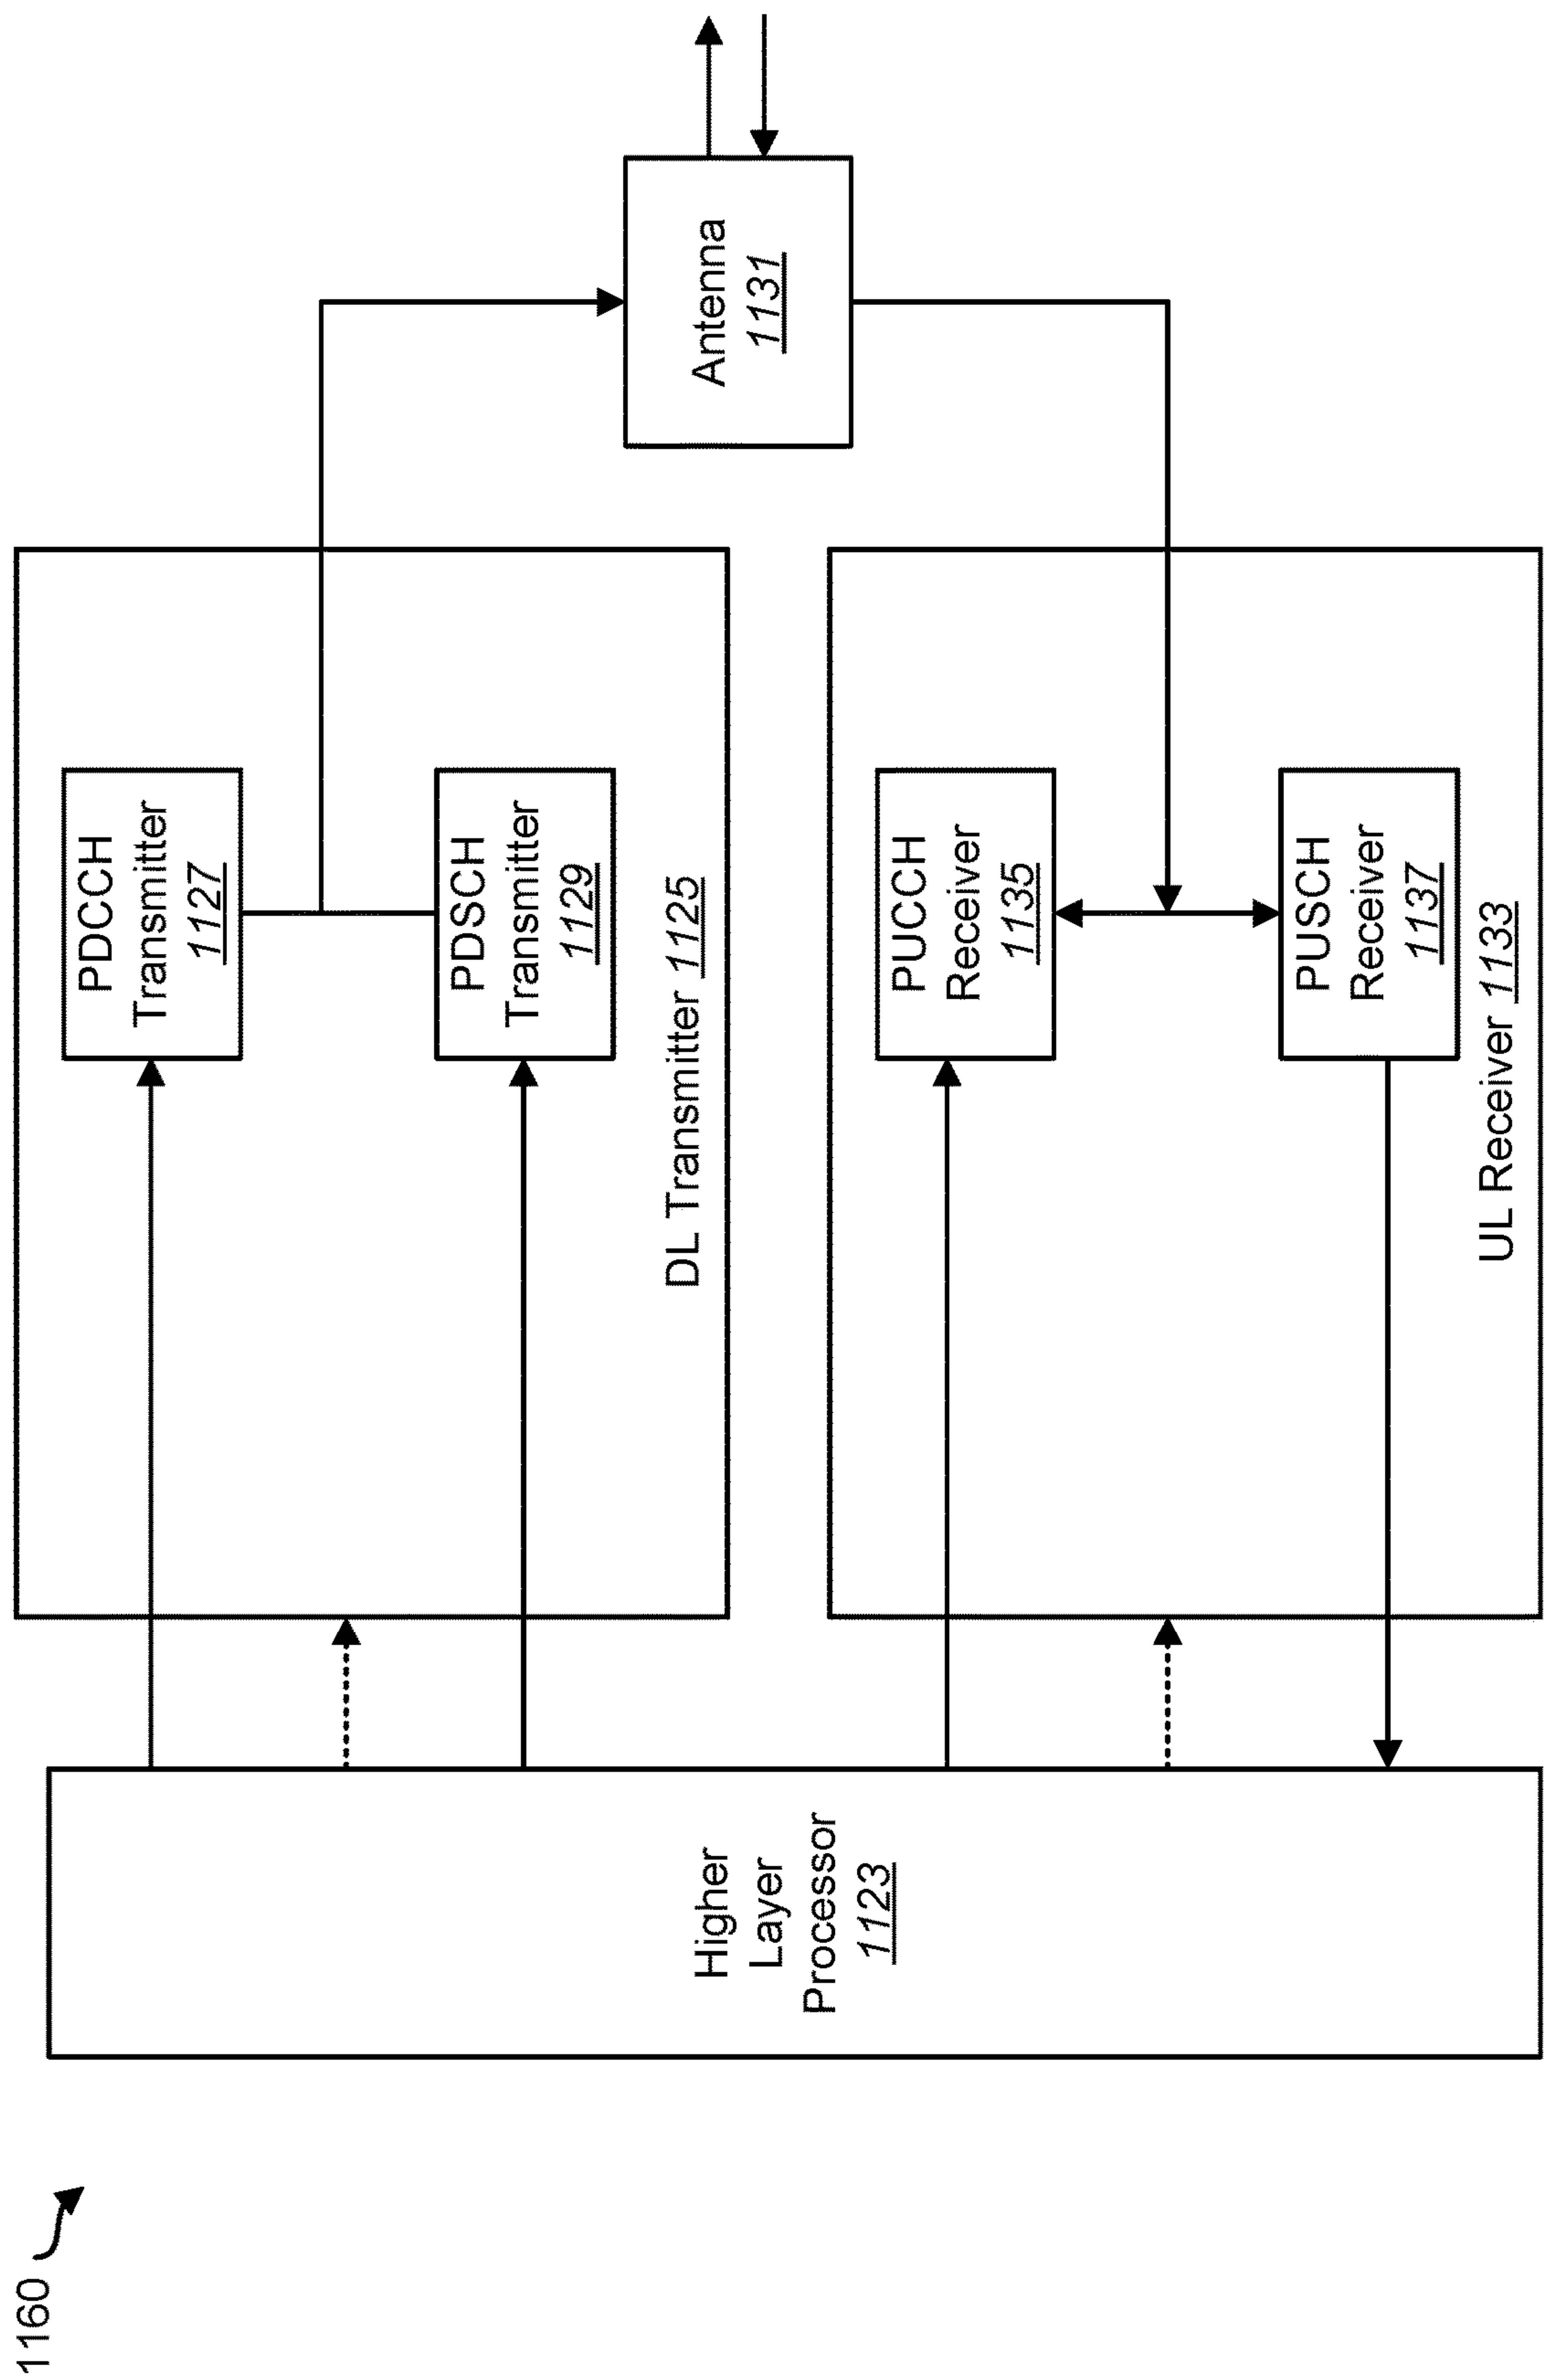 1160
Higher
Layer
Processor
1123
PDCCH
Transmitter
1127
PDSCH
Transmitter
1129
DL Transmitter 1125
PUCCH
Receiver
1135
PUSCH
Receiver
1137
UL Receiver 1133
Antenna
1131